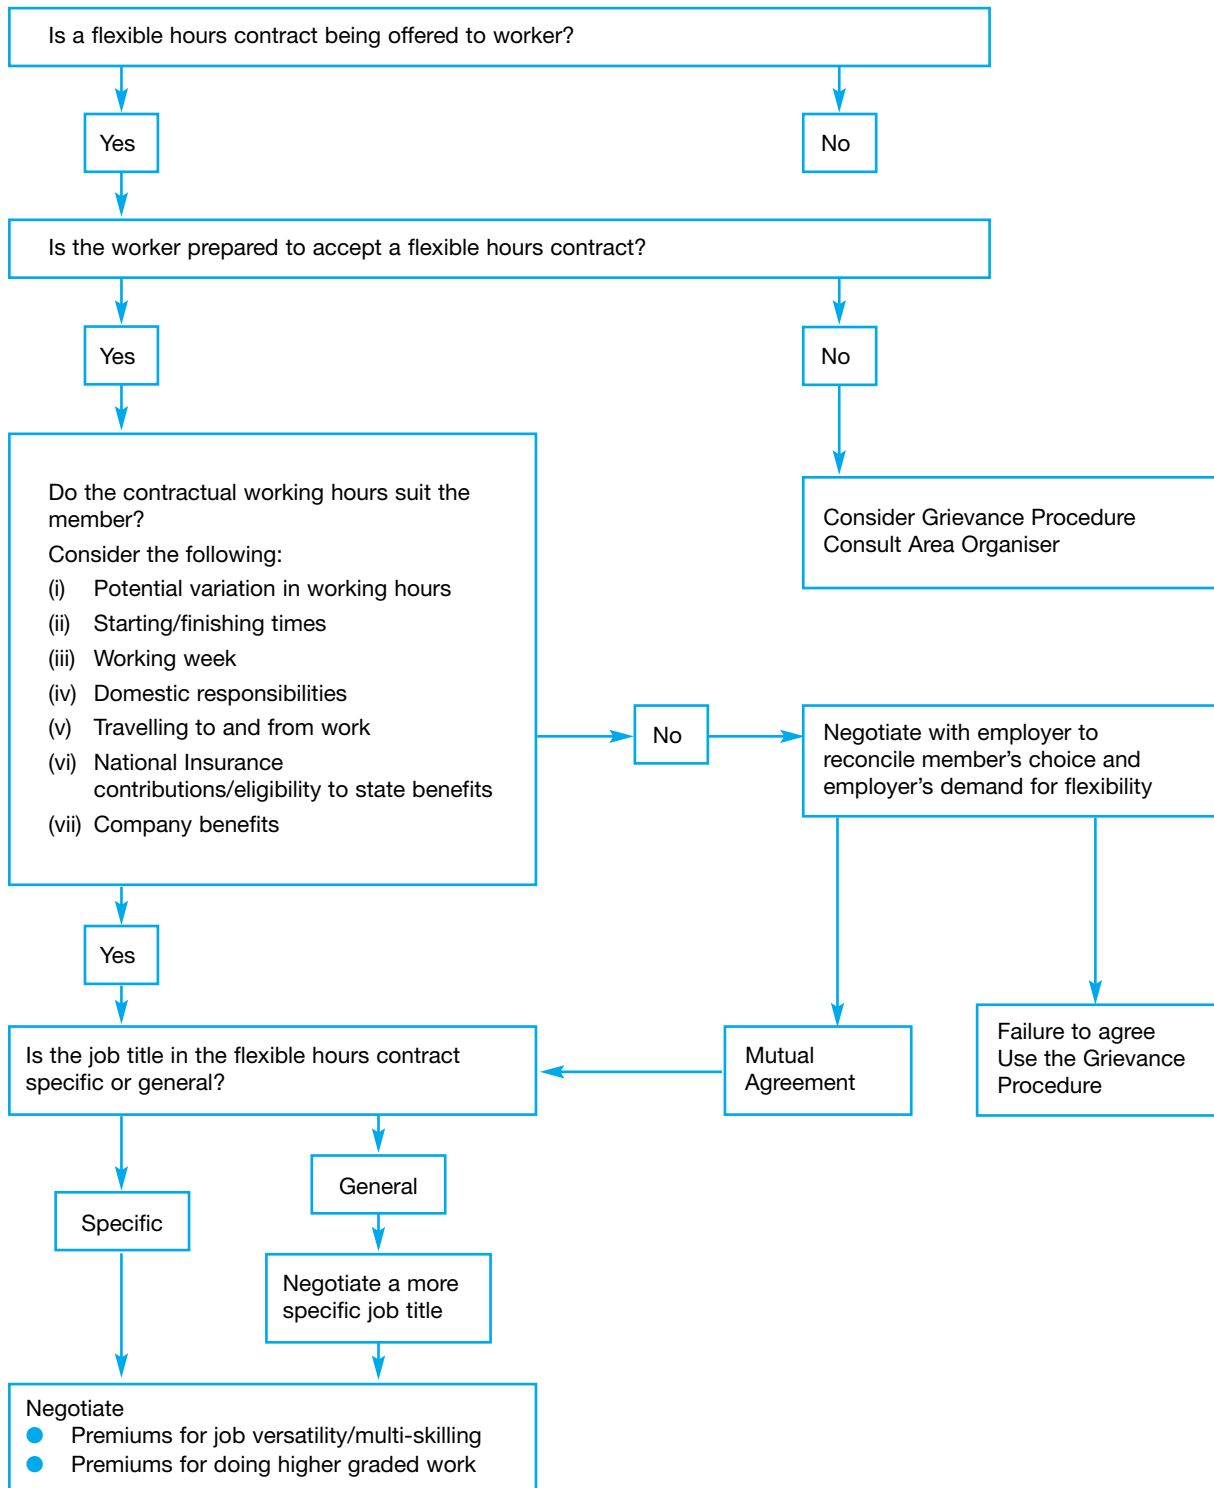 Is a flexible hours contract being offered to worker?
Yes
No
Is the worker prepared to accept a flexible hours contract?
Yes
No
Do the contractual working hours suit the
member?
Consider the following:
(i) Potential variation in working hours
(ii) Starting/finishing times
(iii) Working week
(iv) Domestic responsibilities
(v) Travelling to and from work
(vi) National Insurance
contributions/eligibility to state benefits
(vii) Company benefits
Consider Grievance Procedure
Consult Area Organiser
No
Negotiate with employer to
reconcile member’s choice and
employer’s demand for flexibility
Yes
Is the job title in the flexible hours contract
specific or general?
Mutual
Agreement
Failure to agree
Use the Grievance
Procedure
Specific
General
Negotiate a more
specific job title
Negotiate
● Premiums for job versatility/multi-skilling
● Premiums for doing higher graded work